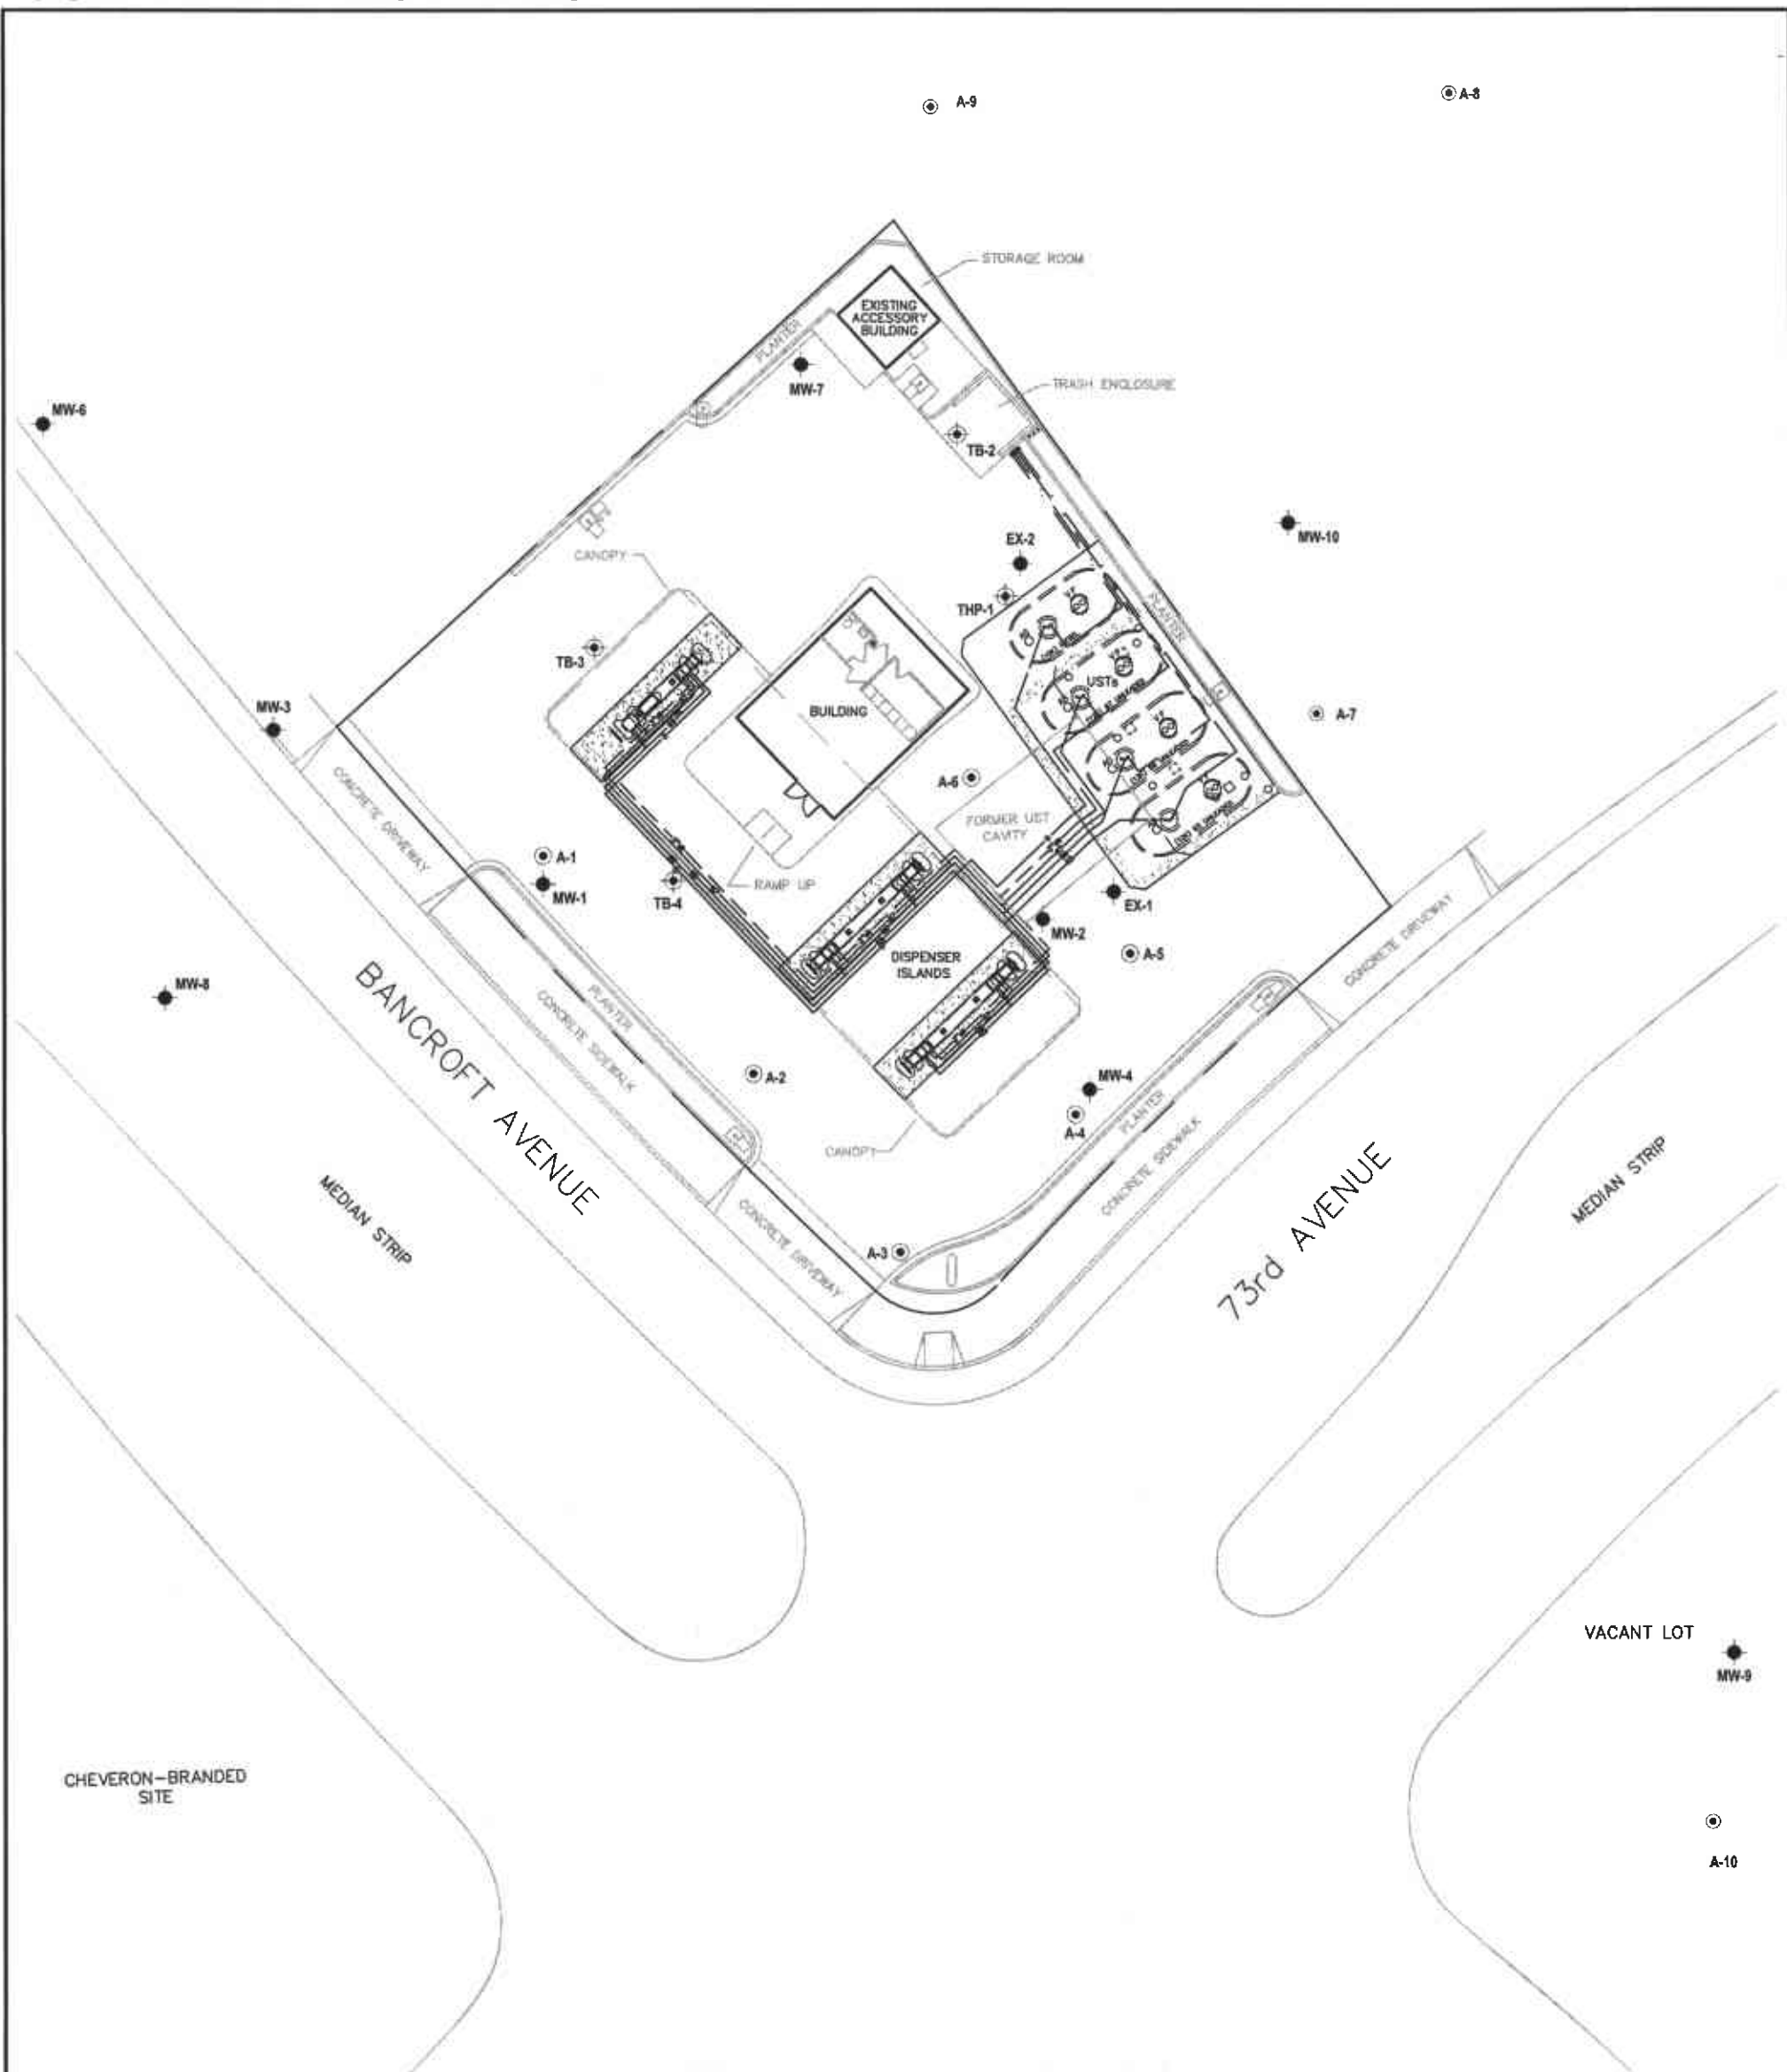 A-9
A-8
STORAGE ROOM
EXISTING
ACCESSORY
BUILDING
PLANTER
MW-7
TRASH ENCLOSURE
MW-6
TB-2
MW-10
EX-2
CANOPY
THP-1
PLANTER
TB-3
USTs
MW-3
BUILDING
A-7
A-6
CONCRETE DRIVEWAY
FORMER UST
CAVITY
A-1
MW-1
TB-4
RAMP UP
EX-1
MW-2
A-5
DISPENSER
ISLANDS
CONCRETE DRIVEWAY
MW-8
BANCROFT AVENUE
PLANTER
CONCRETE SIDEWALK
A-2
MW-4
A-4
PLANTER
CANOPY
CONCRETE SIDEWALK
MEDIAN STRIP
MEDIAN STRIP
CONCRETE DRIVEWAY
A-3
73rd AVENUE
VACANT LOT
MW-9
CHEVERON-BRANDED
SITE
A-10